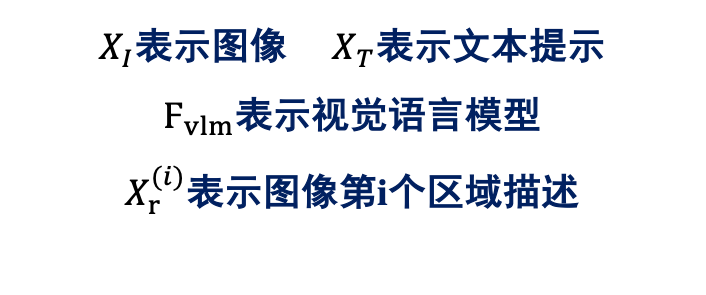 X_I表示图像 X_T表示文本提示
F_vlm表示视觉语言模型
X_r^(i)表示图像第i个区域描述